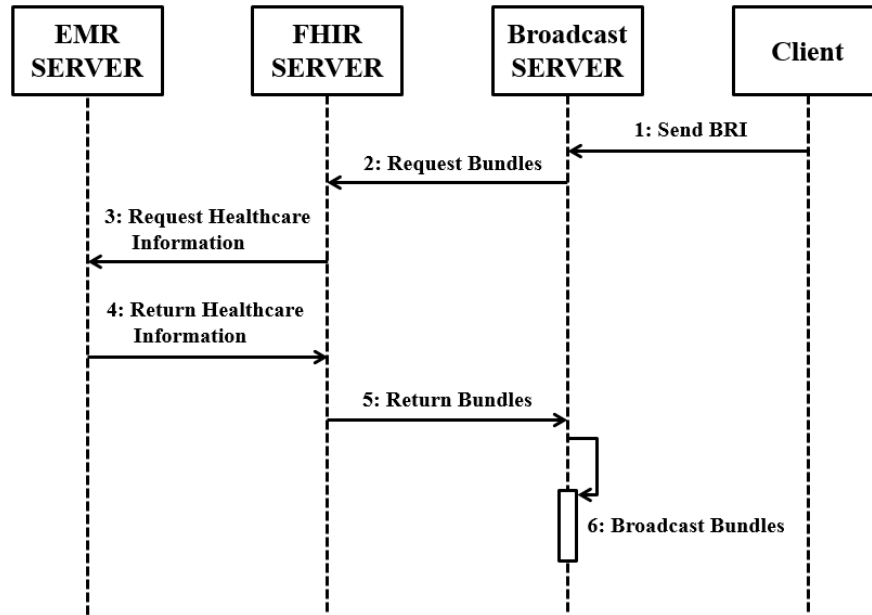 EMR
SERVER
FHIR
SERVER
Broadcast
SERVER
Client
1: Send BRI
2: Request Bundles
3: Request Healthcare
Information
4: Return Healthcare
Information
5: Return Bundles
6: Broadcast Bundles